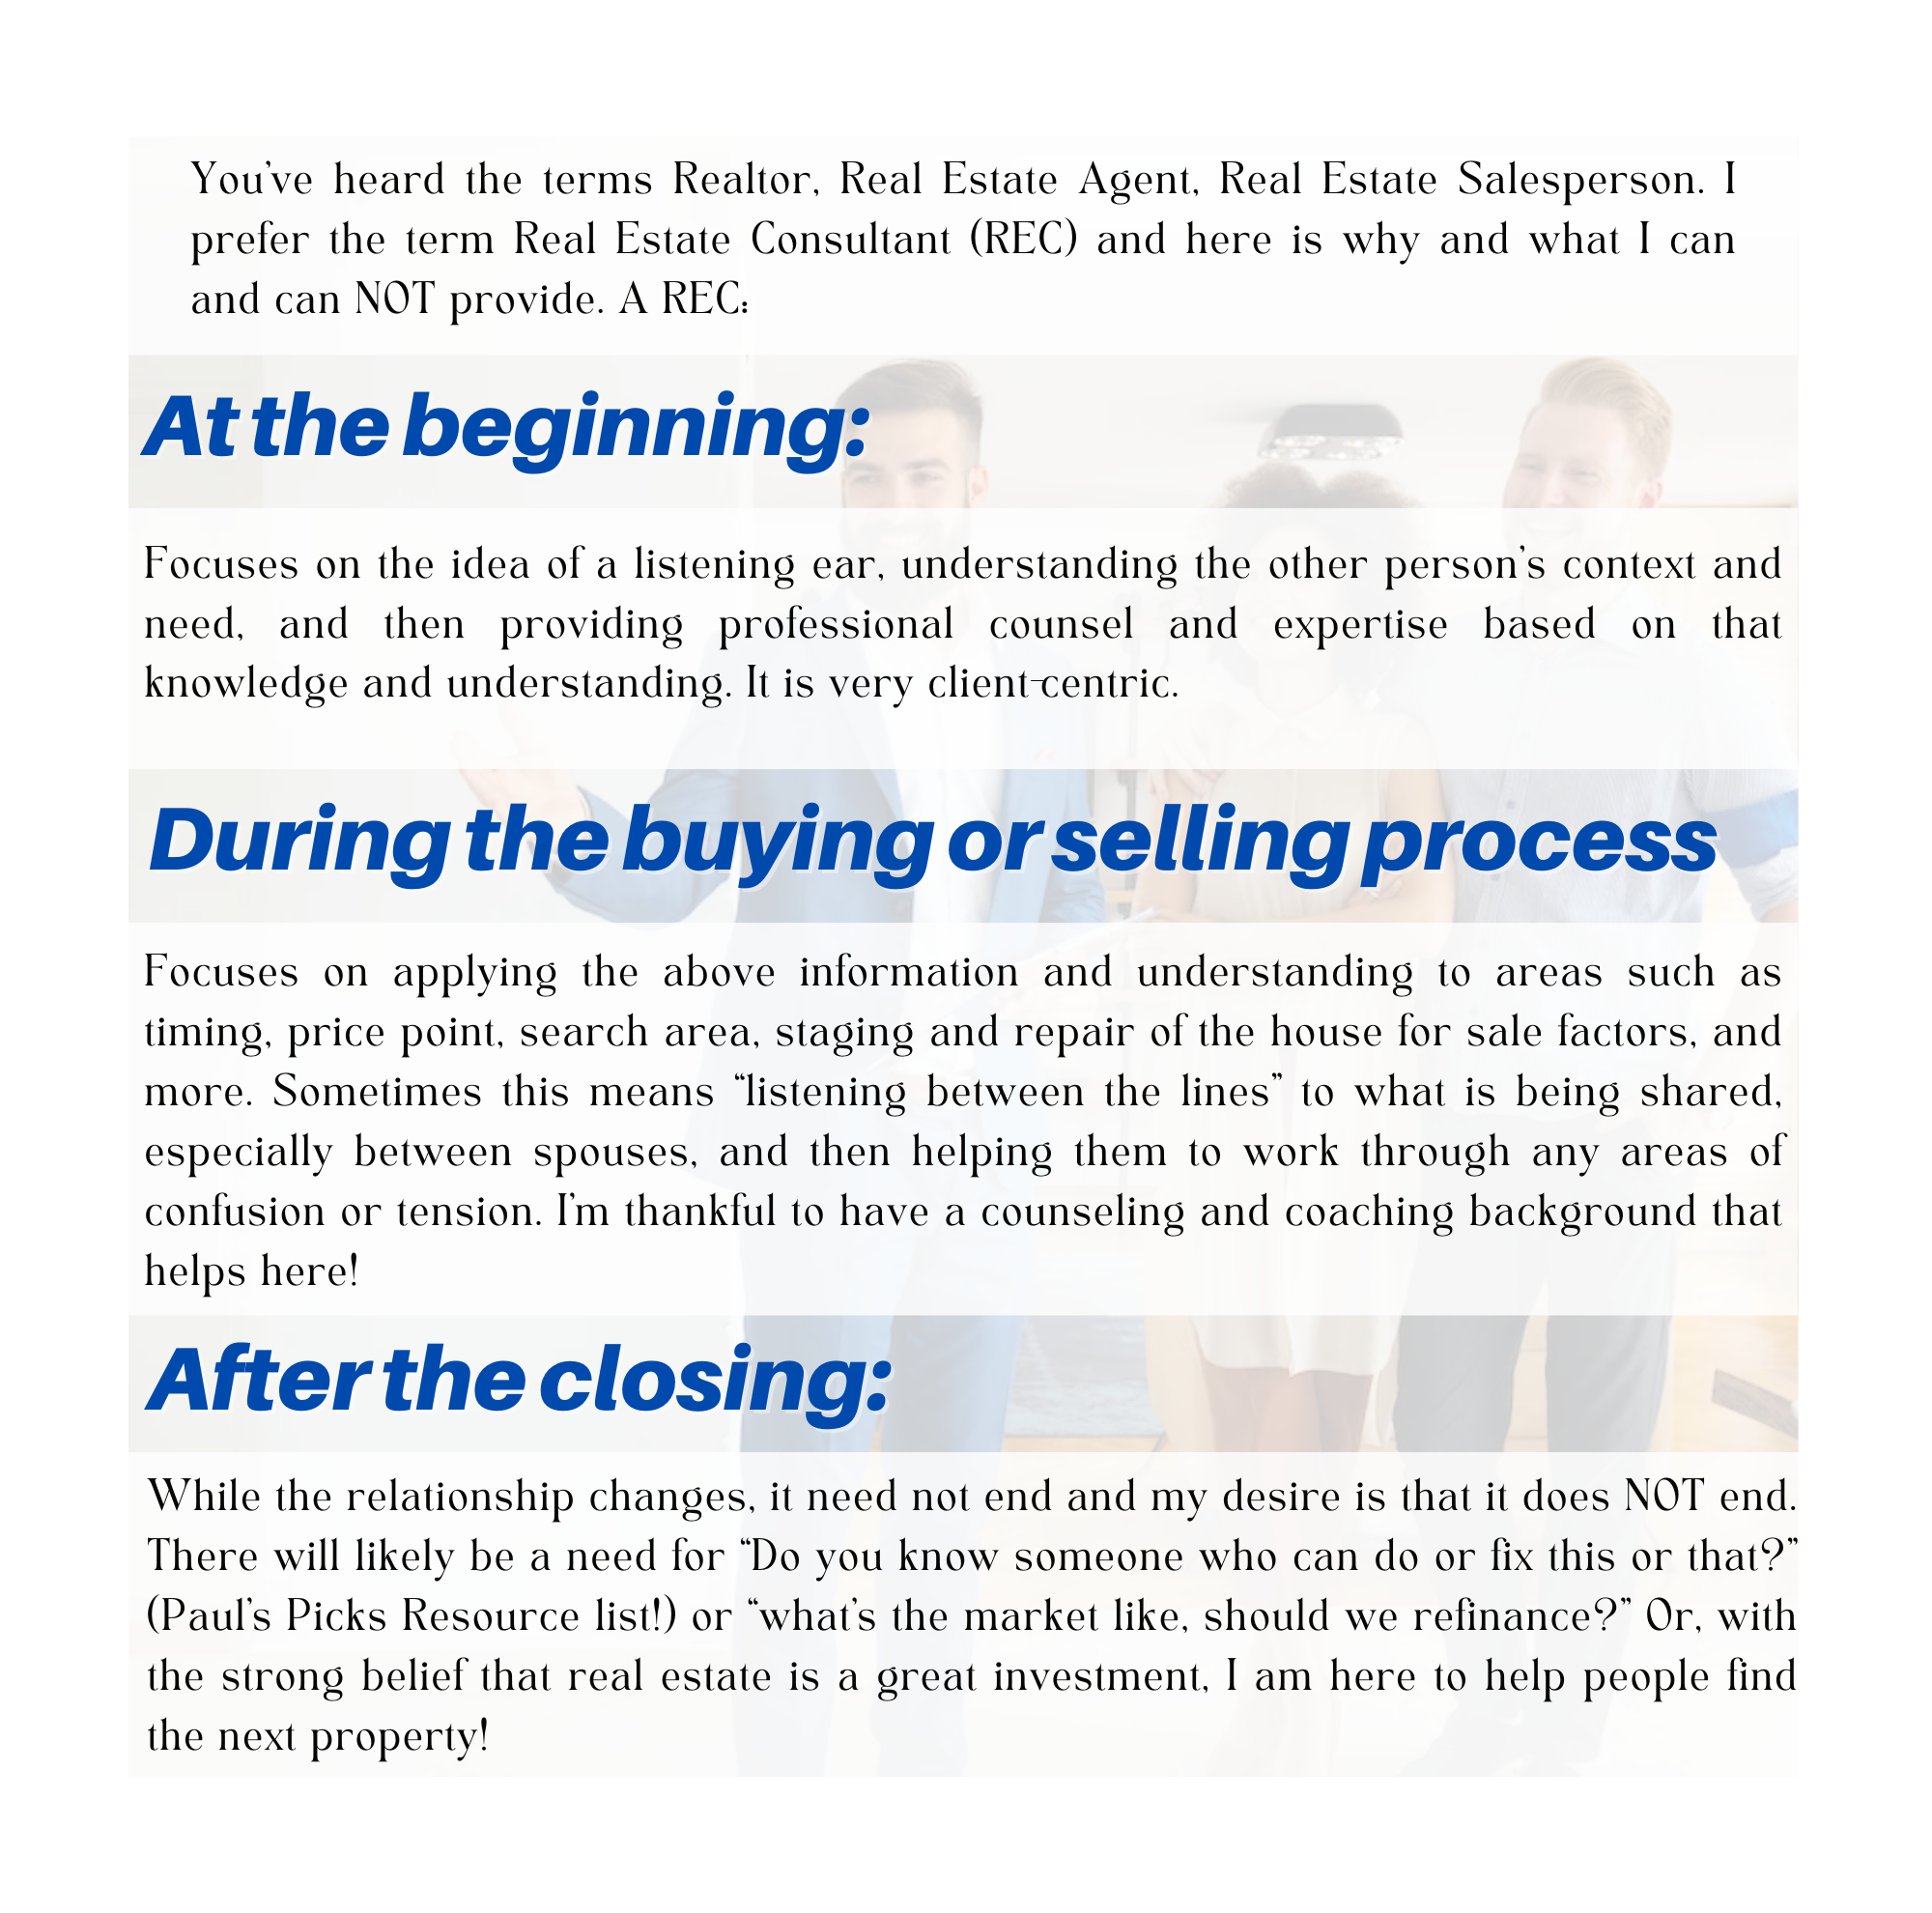 You've heard the terms Realtor, Real Estate Agent, Real Estate Salesperson. I
prefer the term Real Estate Consultant (REC) and here is why and what I can
and can NOT provide. A REC:
At the beginning:
Focuses on the idea of a listening ear, understanding the other person's context and
need, and then providing professional counsel and expertise based on that
knowledge and understanding. It is very client-centric.
During the buying or selling process
Focuses on applying the above information and understanding to areas such as
timing, price point, search area, staging and repair of the house for sale factors, and
more. Sometimes this means “listening between the lines” to what is being shared,
especially between spouses, and then helping them to work through any areas of
confusion or tension. I'm thankful to have a counseling and coaching background that
helps here!
After the closing:
While the relationship changes, it need not end and my desire is that it does NOT end.
There will likely be a need for “Do you know someone who can do or fix this or that?”
(Paul's Picks Resource list!) or “what's the market like, should we refinance?” Or, with
the strong belief that real estate is a great investment, I am here to help people find
the next property!